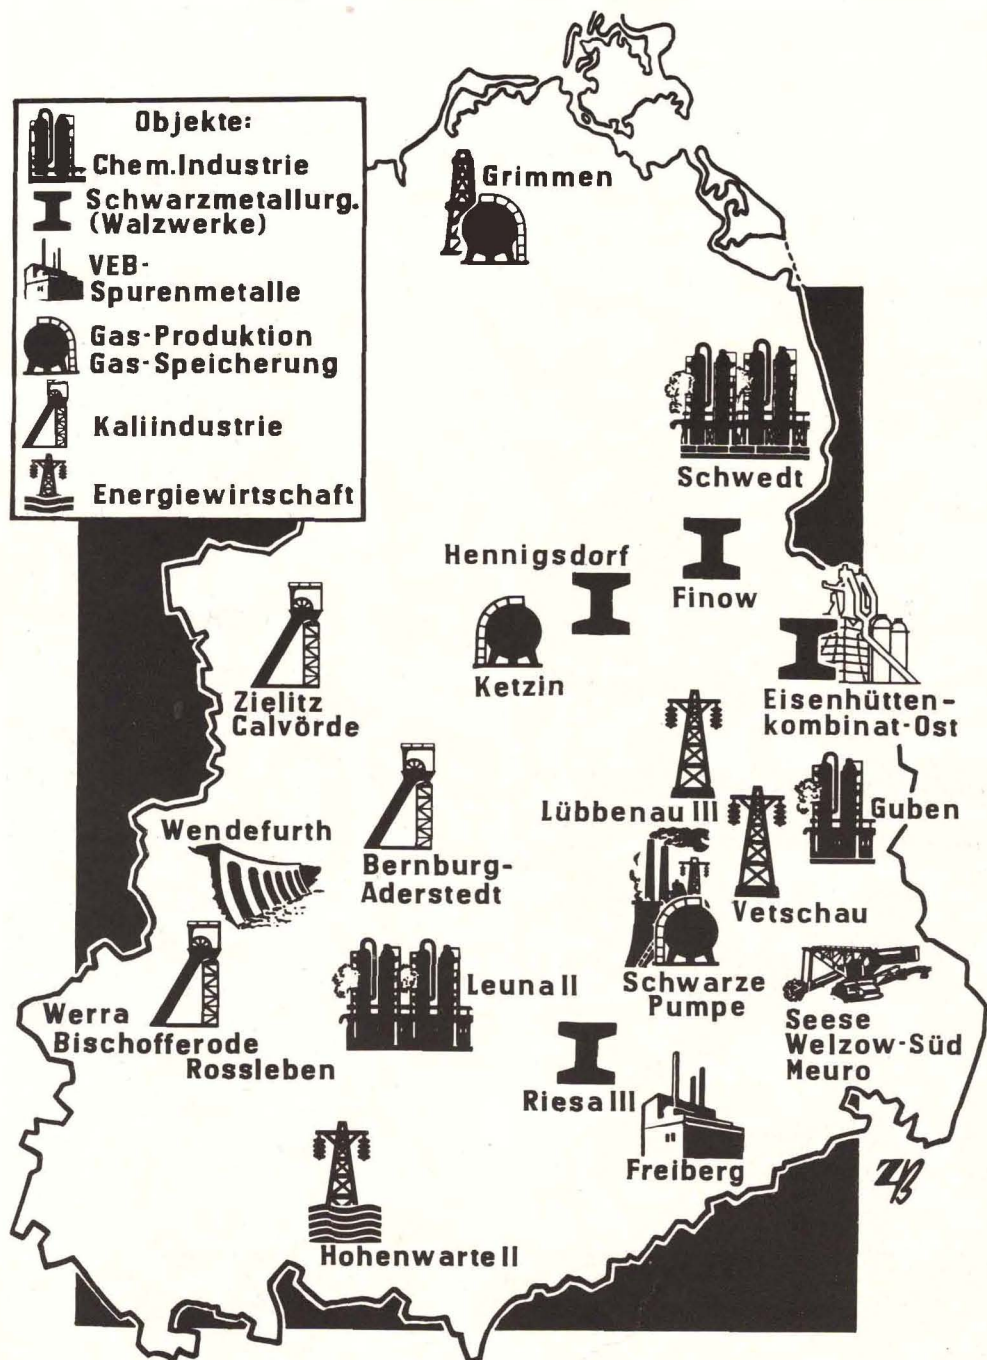 Objekte:
Chem.Industrie
Schwarzmetallurg.
(Walzwerke)
VEB-
Spurenmetalle
Gas-Produktion
Gas-Speicherung
Kaliindustrie
Energiewirtschaft
Grimmen
Schwedt
Hennigsdorf
Finow
Ketzin
Eisenhütten-
kombinat-Ost
Zielitz
Calvörde
Lübbenau III
Guben
Wendefurth
Bernburg-
Aderstedt
Vetschau
Leuna II
Schwarze
Pumpe
Seese
Welzow-Süd
Meuro
Werra
Bischofferode
Rossleben
Riesa III
Freiberg
Hohenwarte II
ZB